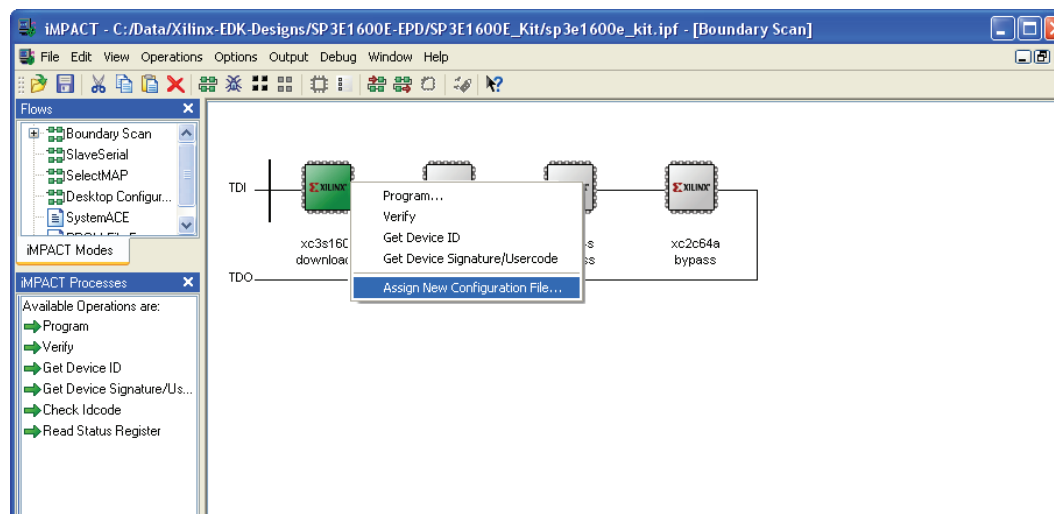 iMPACT - C:/Data/Xilinx-EDK-Designs/SP3E1600E-EPD/SP3E1600E_Kit/sp3e1600e_kit.ipf - [Boundary Scan]
File Edit View Operations Options Output Debug Window Help
Flows
Boundary Scan
SlaveSerial
SelectMAP
Desktop Configur...
SystemACE
iMPACT Modes
iMPACT Processes
Available Operations are:
Program
Verify
Get Device ID
Get Device Signature/Us...
Check Idcode
Read Status Register
TDI
XILINX
XILINX
xc3s160
downloa
xc2c64a
bypass
TDO
Program...
Verify
Get Device ID
Get Device Signature/Usercode
Assign New Configuration File...